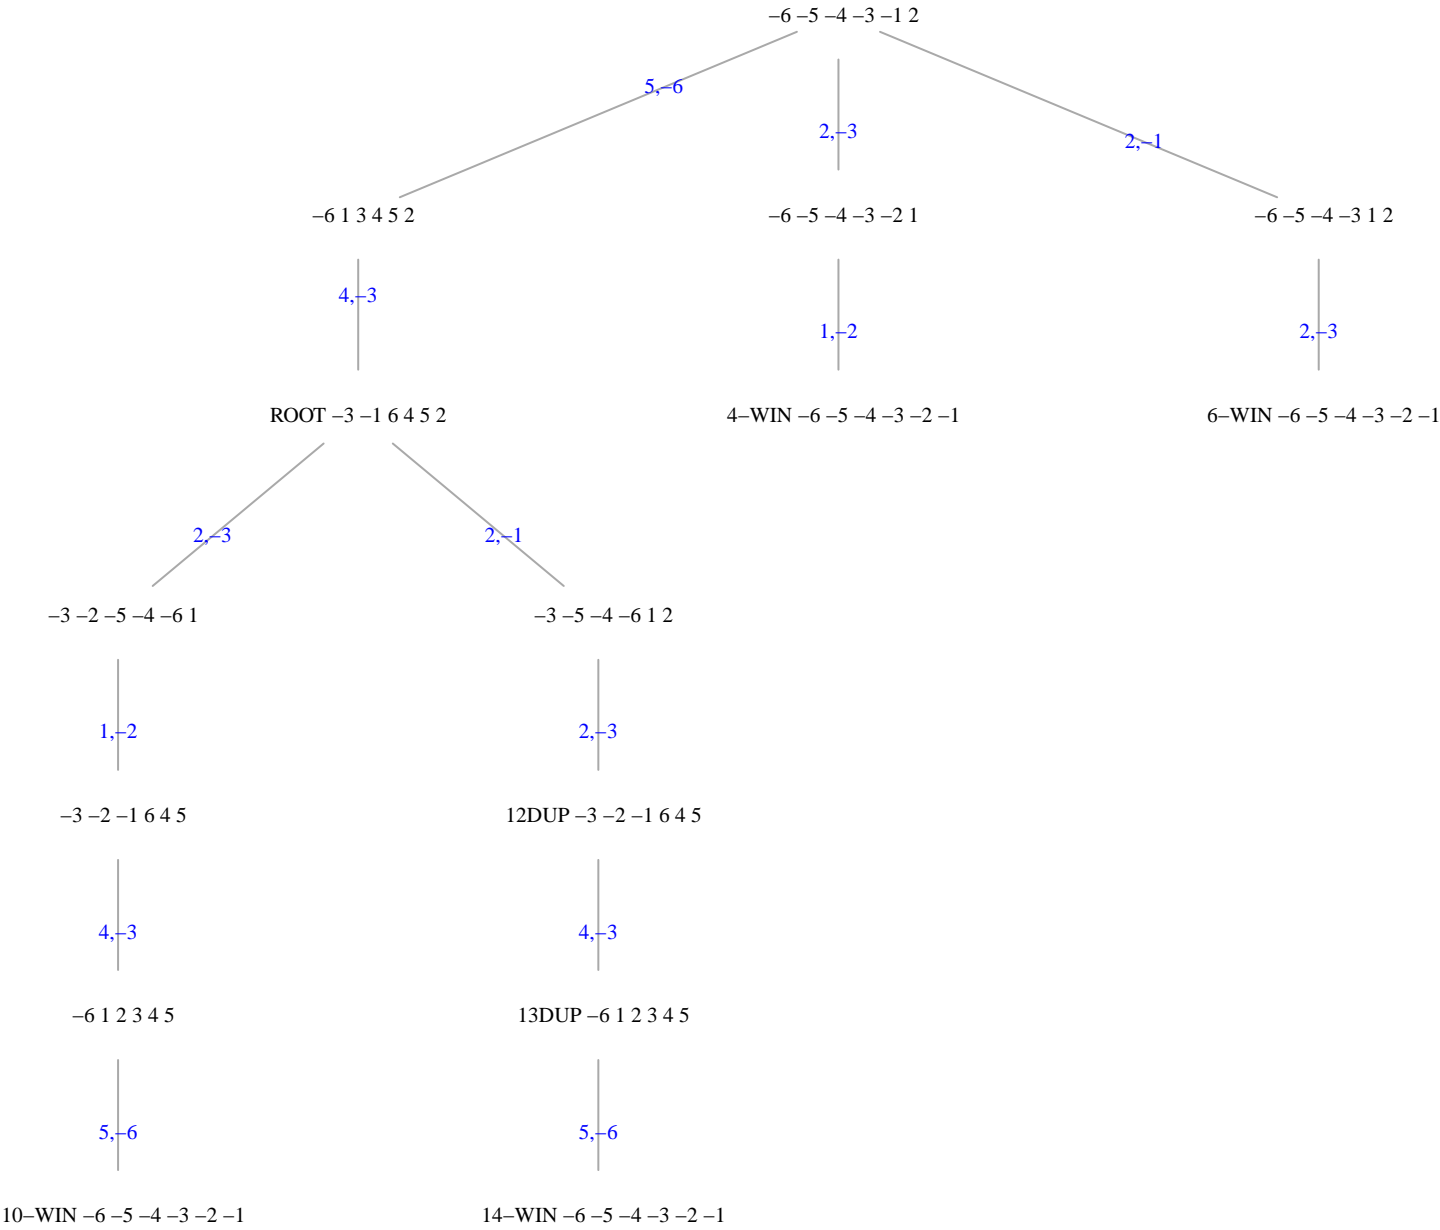 −6 −5 −4 −3 −1 2
5,−6
2,−3
2,−1
−6 1 3 4 5 2
−6 −5 −4 −3 −2 1
−6 −5 −4 −3 1 2
4,−3
1,−2
2,−3
ROOT −3 −1 6 4 5 2
4−WIN −6 −5 −4 −3 −2 −1
6−WIN −6 −5 −4 −3 −2 −1
2,−3
2,−1
−3 −2 −5 −4 −6 1
−3 −5 −4 −6 1 2
1,−2
2,−3
−3 −2 −1 6 4 5
12DUP −3 −2 −1 6 4 5
4,−3
4,−3
−6 1 2 3 4 5
13DUP −6 1 2 3 4 5
5,−6
5,−6
10−WIN −6 −5 −4 −3 −2 −1
14−WIN −6 −5 −4 −3 −2 −1